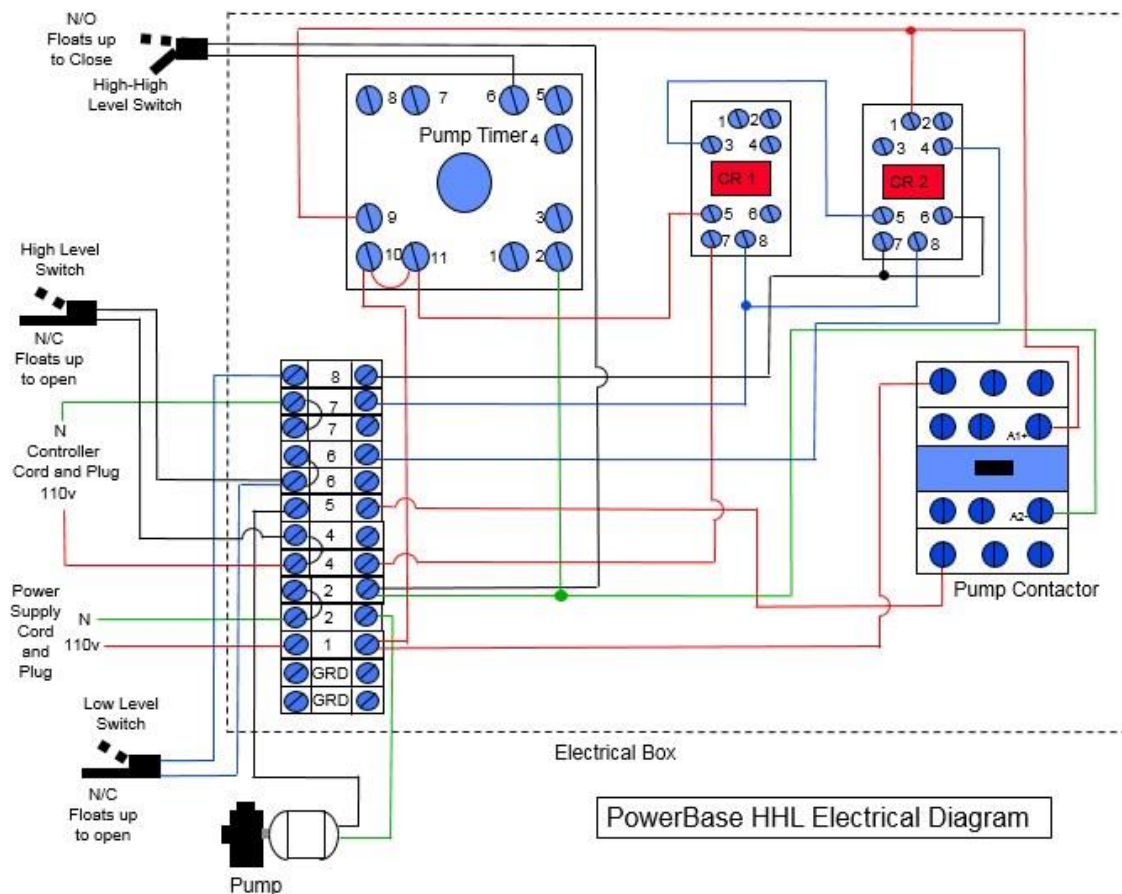 N/O
Floats up
to Close
High-High
Level Switch
8
7
6
5
Pump Timer
4
9
3
10
11
1
2
1
2
3
4
CR 1
5
6
7
8
1
2
3
4
CR 2
5
6
7
8
High Level
Switch
N/C
Floats up
to open
N
Controller
Cord and Plug
110v
Power
Supply
Cord
and
Plug
N
110v
8
7
7
6
6
5
4
4
2
2
1
GRD
GRD
A1+
A2-
Pump Contactor
Low Level
Switch
N/C
Floats up
to open
Electrical Box
PowerBase HHL Electrical Diagram
Pump